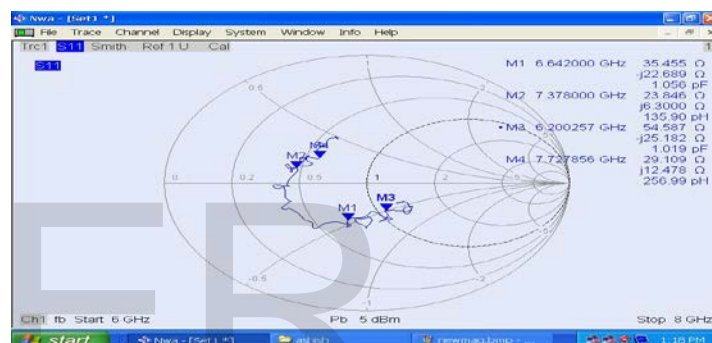 Nwa - [Set1 *]
File Trace Channel Display System Window Info Help
Trc1 S11 Smith Ref 1 U Cal 1
S11
M1 6.642000 GHz 35.455 Ω
-j22.689 Ω
1.056 pF
M2 7.378000 GHz 23.846 Ω
j6.3000 Ω
135.90 pH
•M3 6.200257 GHz 54.587 Ω
-j25.182 Ω
1.019 pF
M4 7.727856 GHz 29.109 Ω
j12.478 Ω
256.99 pH
0.5 1 2
M4
M2
0 0.5 1 2 5
M1 M3
-0.5 -1 -2
Ch1 fb Start 6 GHz Pb 5 dBm Stop 8 GHz
start Nwa - [Set1 *] 1:18 PM